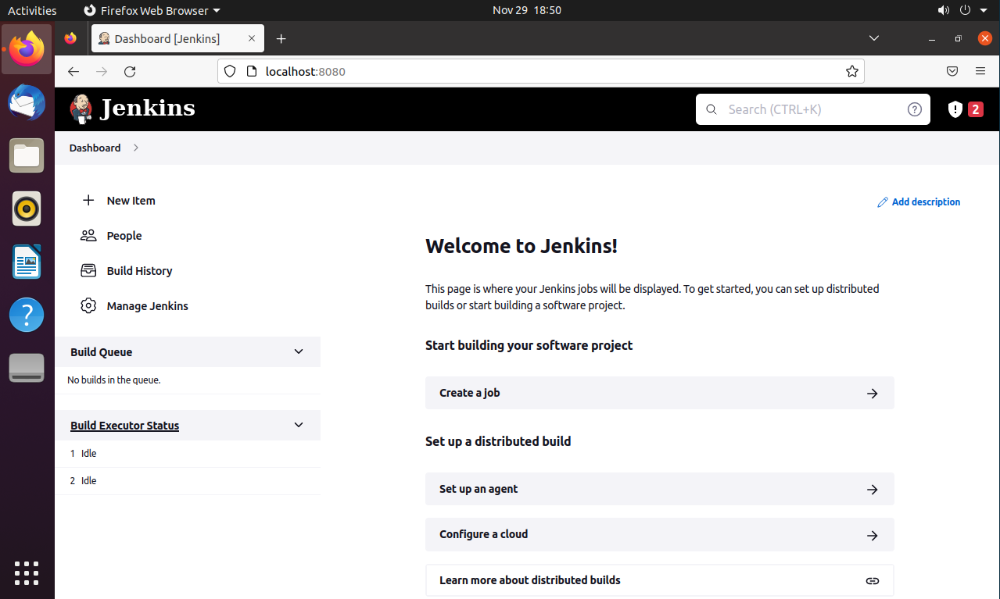 Activities
Firefox Web Browser
Nov 29 18:50
Dashboard [Jenkins]
localhost:8080
Jenkins
Search (CTRL+K)
2
Dashboard
New Item
People
Build History
Manage Jenkins
Build Queue
No builds in the queue.
Build Executor Status
1 Idle
2 Idle
Add description
Welcome to Jenkins!
This page is where your Jenkins jobs will be displayed. To get started, you can set up distributed
builds or start building a software project.
Start building your software project
Create a job
Set up a distributed build
Set up an agent
Configure a cloud
Learn more about distributed builds